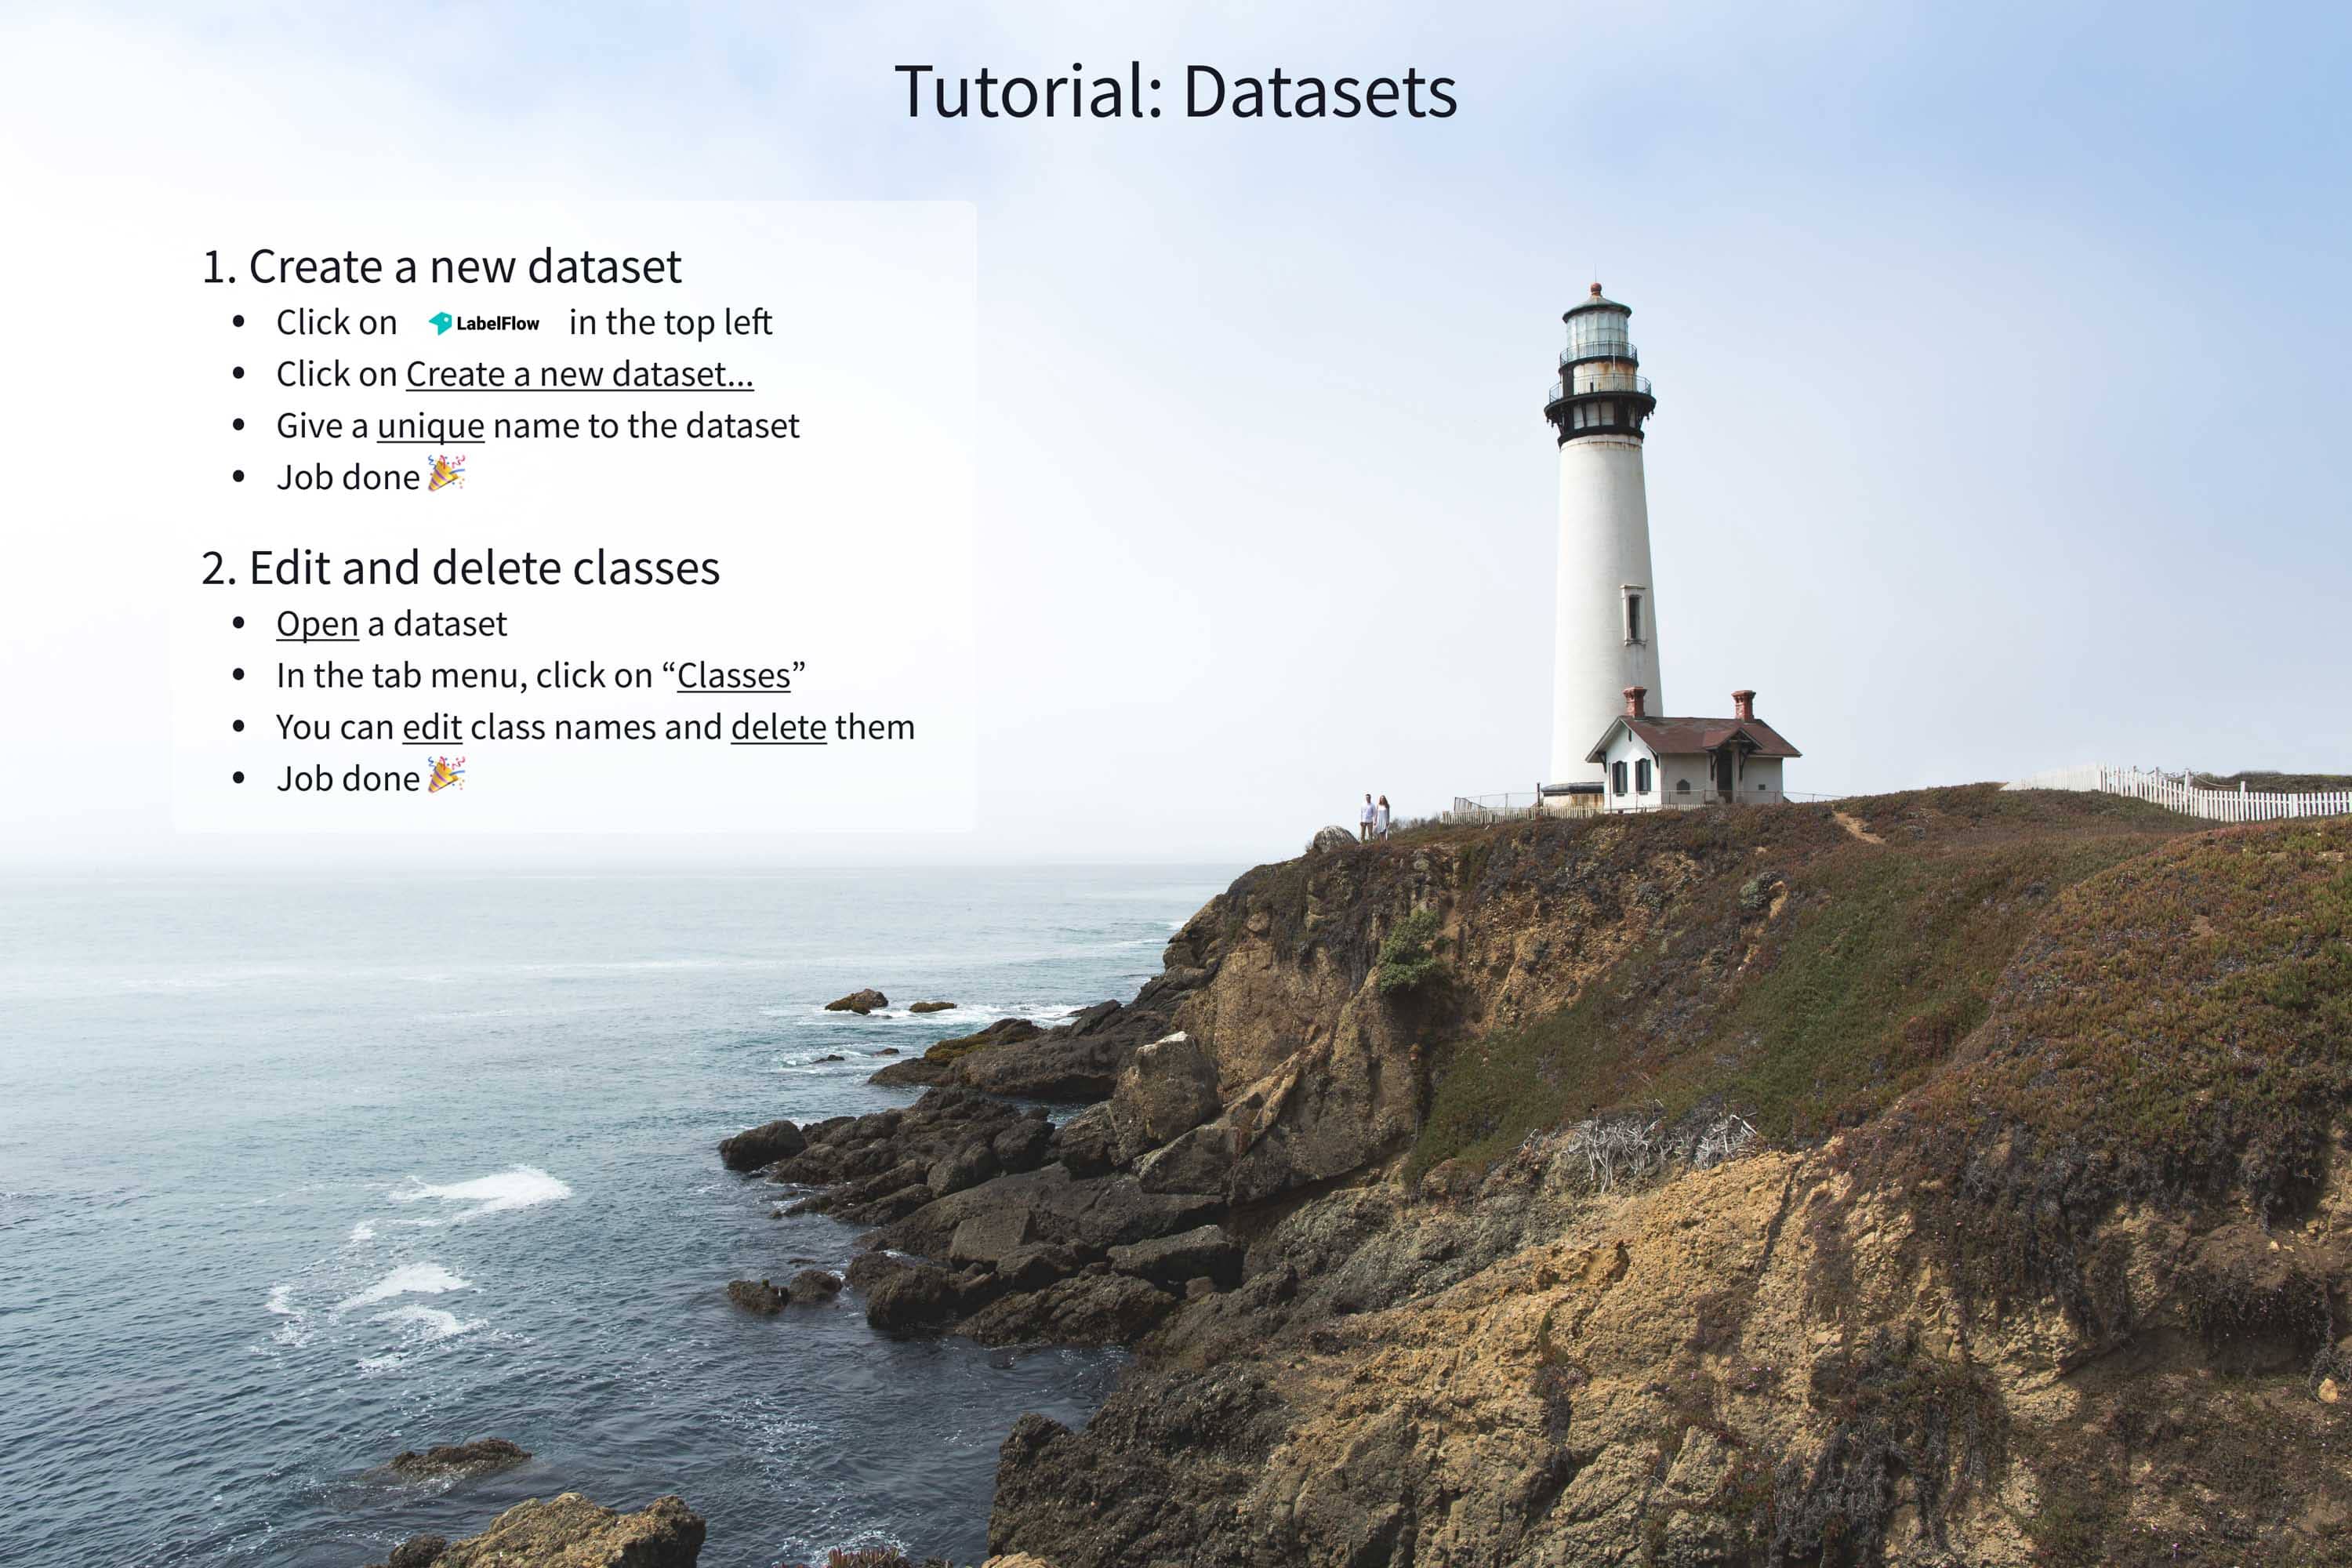 Tutorial: Datasets
1. Create a new dataset
• Click on LabelFlow in the top left
• Click on Create a new dataset...
• Give a unique name to the dataset
• Job done 🎉
2. Edit and delete classes
• Open a dataset
• In the tab menu, click on “Classes”
• You can edit class names and delete them
• Job done 🎉